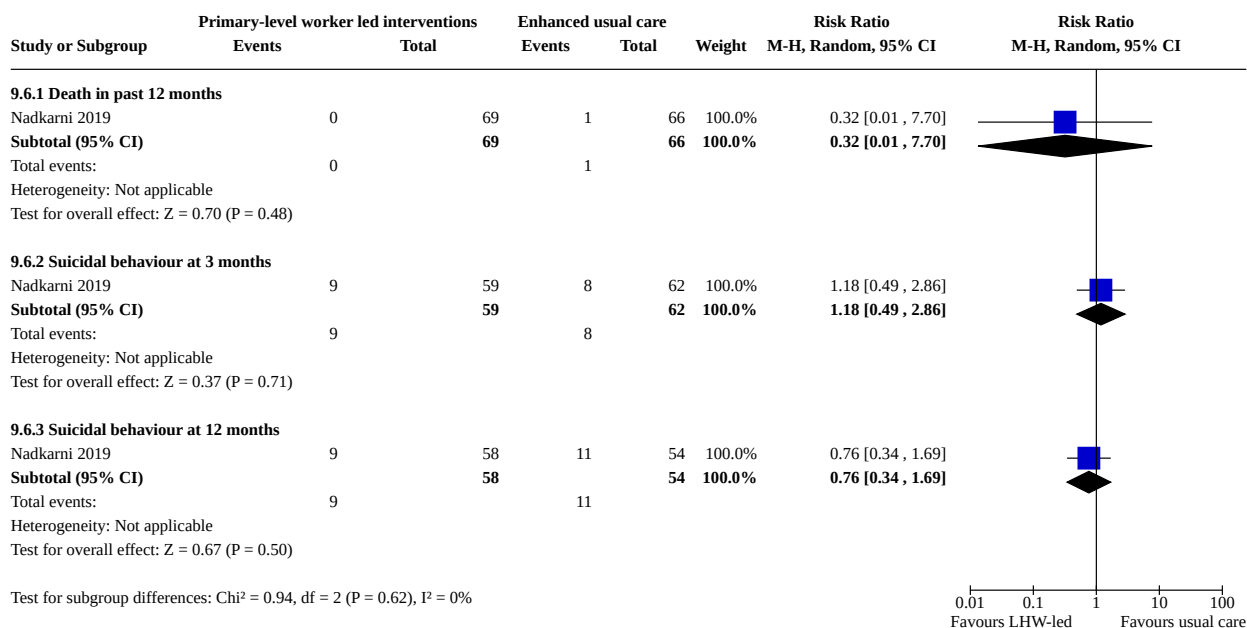 Primary-level worker led interventions Enhanced usual care Risk Ratio Risk Ratio
Study or Subgroup Events Total Events Total Weight M-H, Random, 95% CI M-H, Random, 95% CI
9.6.1 Death in past 12 months
Nadkarni 2019 0 69 1 66 100.0% 0.32 [0.01 , 7.70]
Subtotal (95% CI) 69 66 100.0% 0.32 [0.01 , 7.70]
Total events: 0 1
Heterogeneity: Not applicable
Test for overall effect: Z = 0.70 (P = 0.48)
9.6.2 Suicidal behaviour at 3 months
Nadkarni 2019 9 59 8 62 100.0% 1.18 [0.49 , 2.86]
Subtotal (95% CI) 59 62 100.0% 1.18 [0.49 , 2.86]
Total events: 9 8
Heterogeneity: Not applicable
Test for overall effect: Z = 0.37 (P = 0.71)
9.6.3 Suicidal behaviour at 12 months
Nadkarni 2019 9 58 11 54 100.0% 0.76 [0.34 , 1.69]
Subtotal (95% CI) 58 54 100.0% 0.76 [0.34 , 1.69]
Total events: 9 11
Heterogeneity: Not applicable
Test for overall effect: Z = 0.67 (P = 0.50)
Test for subgroup differences: Chi² = 0.94, df = 2 (P = 0.62), I² = 0%
0.01 0.1 1 10 100
Favours LHW-led Favours usual care